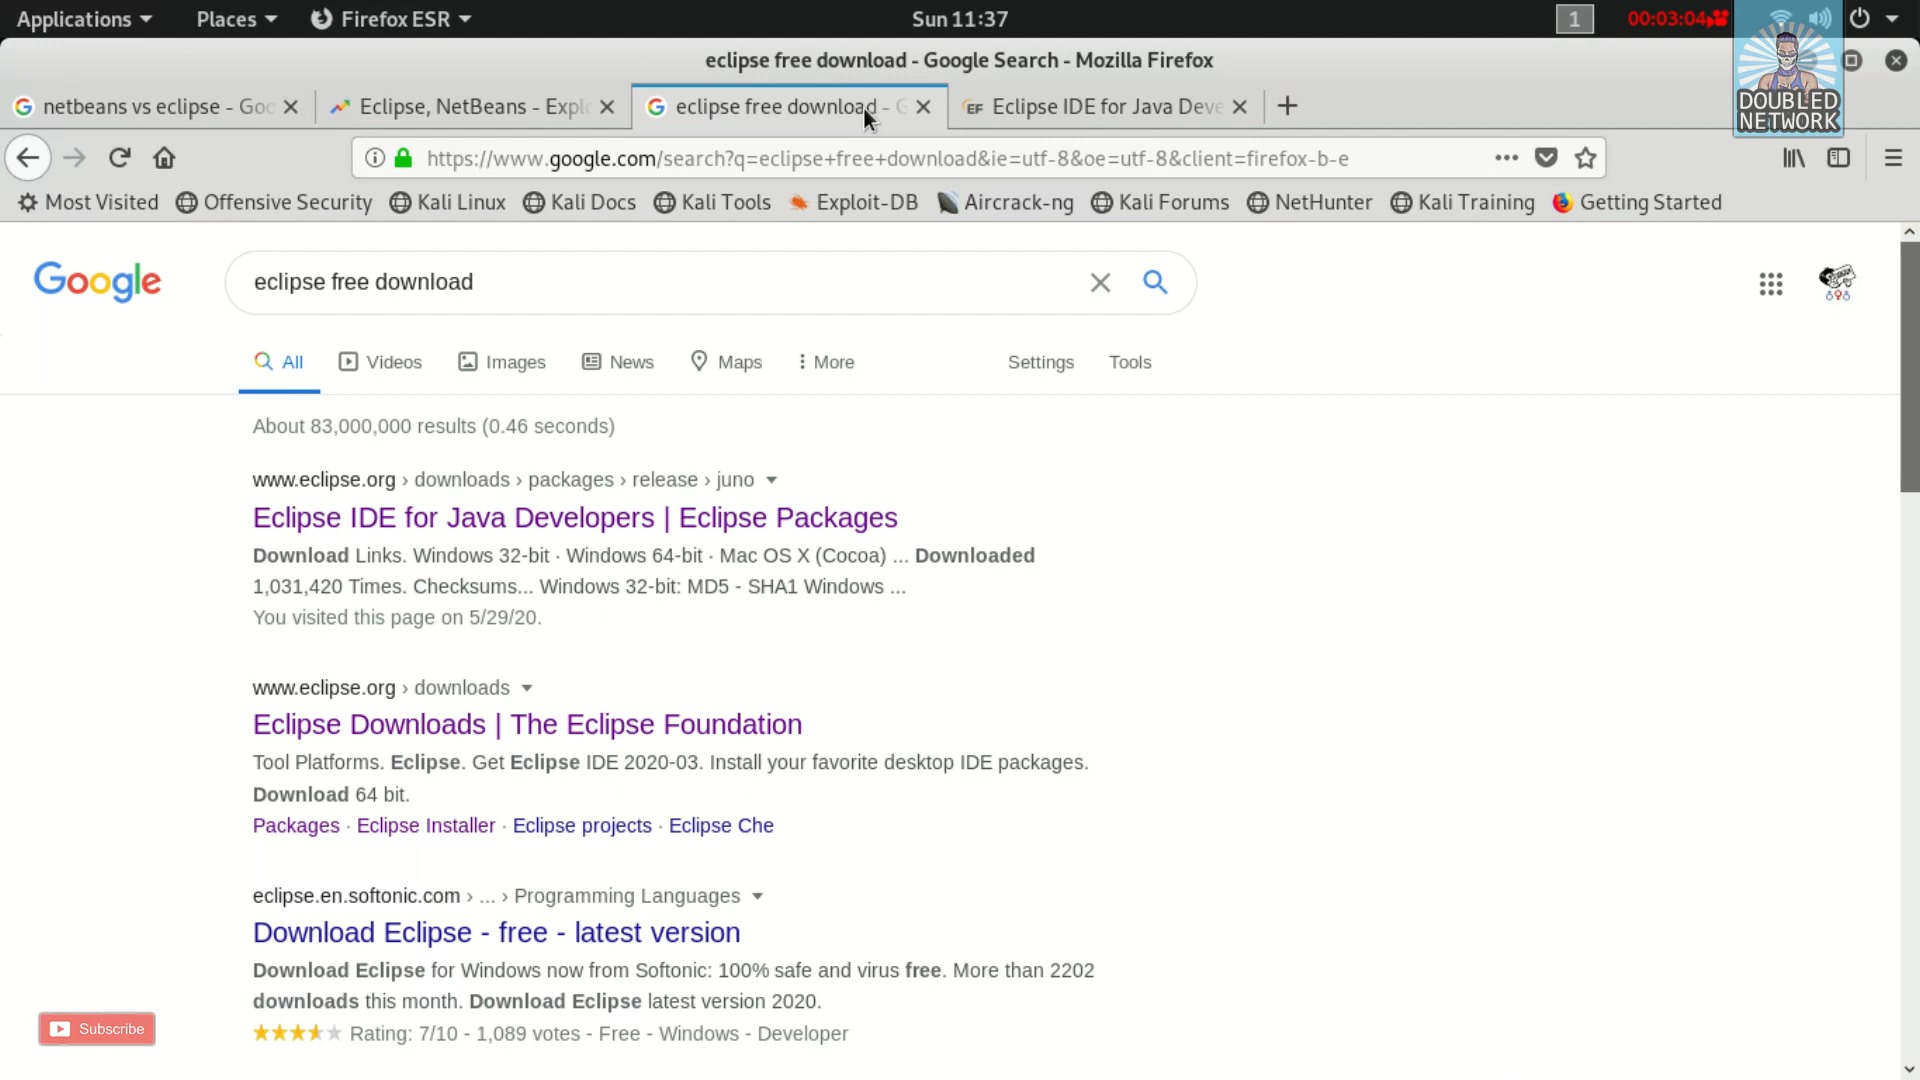 Applications Places Firefox ESR Sun 11:37 1 00:03:04
eclipse free download - Google Search - Mozilla Firefox
netbeans vs eclipse - Goo Eclipse, NetBeans - Explo eclipse free download - G EF Eclipse IDE for Java Deve
DOUBLED
NETWORK
https://www.google.com/search?q=eclipse+free+download&ie=utf-8&oe=utf-8&client=firefox-b-e
Most Visited Offensive Security Kali Linux Kali Docs Kali Tools Exploit-DB Aircrack-ng Kali Forums NetHunter Kali Training Getting Started
Google eclipse free download
All Videos Images News Maps More Settings Tools
About 83,000,000 results (0.46 seconds)
www.eclipse.org › downloads › packages › release › juno
Eclipse IDE for Java Developers | Eclipse Packages
Download Links. Windows 32-bit · Windows 64-bit · Mac OS X (Cocoa) ... Downloaded
1,031,420 Times. Checksums... Windows 32-bit: MD5 - SHA1 Windows ...
You visited this page on 5/29/20.
www.eclipse.org › downloads
Eclipse Downloads | The Eclipse Foundation
Tool Platforms. Eclipse. Get Eclipse IDE 2020-03. Install your favorite desktop IDE packages.
Download 64 bit.
Packages · Eclipse Installer · Eclipse projects · Eclipse Che
eclipse.en.softonic.com › ... › Programming Languages
Download Eclipse - free - latest version
Download Eclipse for Windows now from Softonic: 100% safe and virus free. More than 2202
downloads this month. Download Eclipse latest version 2020.
Rating: 7/10 - 1,089 votes - Free - Windows - Developer
Subscribe